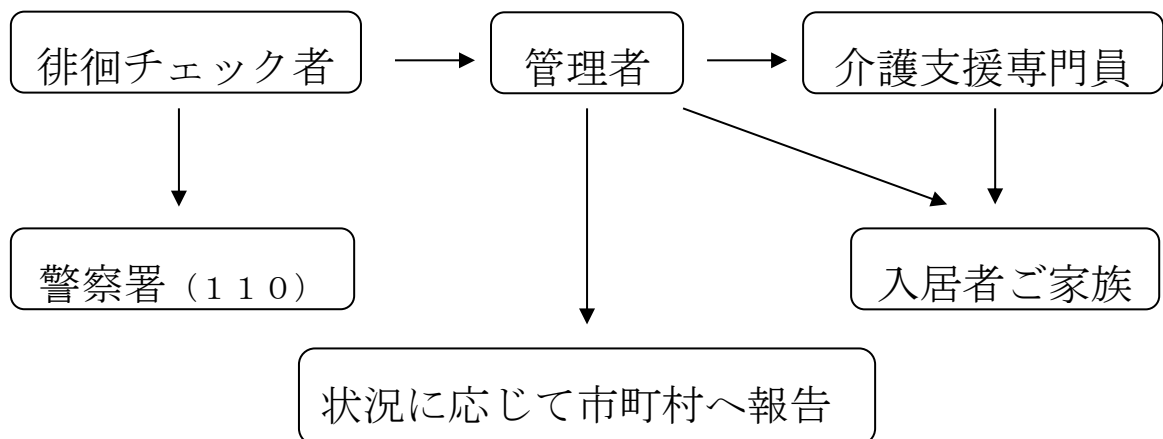 徘徊チェック者
管理者
介護支援専門員
警察署（１１０）
入居者ご家族
状況に応じて市町村へ報告